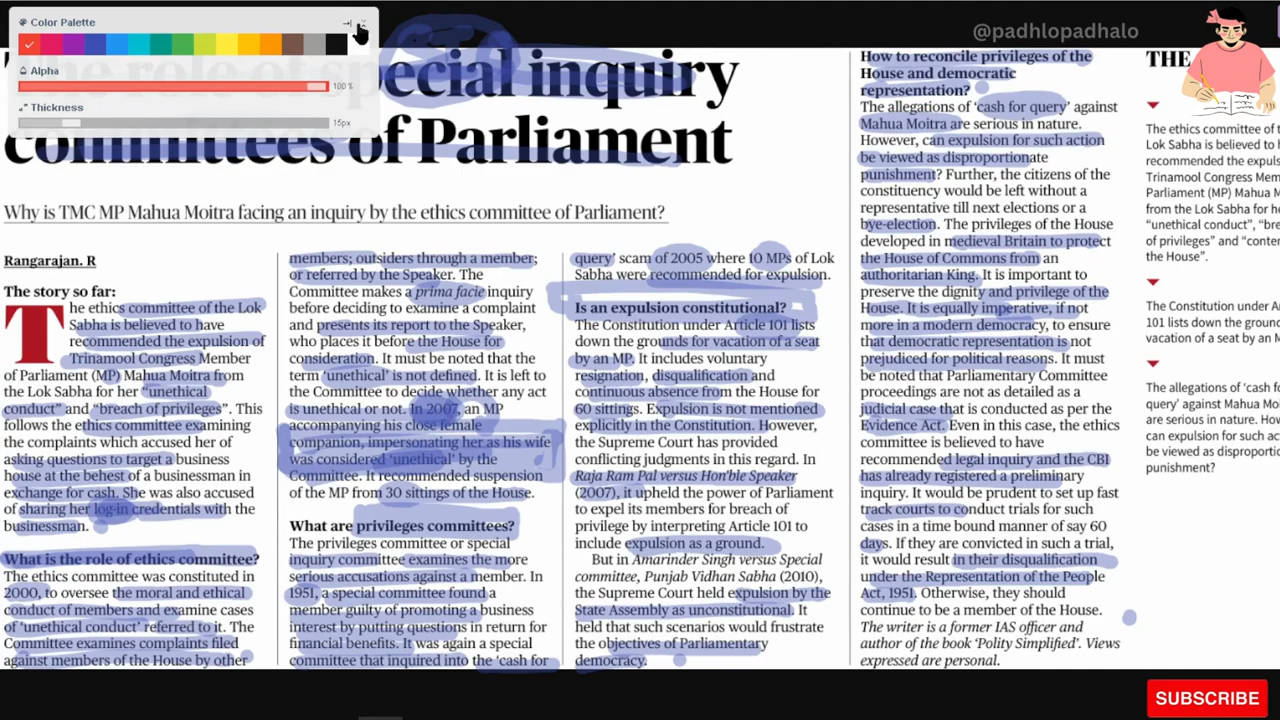 Color Palette
Alpha
100 %
Thickness
15px
@padhlopadhalo
The role of special inquiry
committees of Parliament
Why is TMC MP Mahua Moitra facing an inquiry by the ethics committee of Parliament?
Rangarajan. R
The story so far:
The ethics committee of the Lok
Sabha is believed to have
recommended the expulsion of
Trinamool Congress Member
of Parliament (MP) Mahua Moitra from
the Lok Sabha for her “unethical
conduct” and “breach of privileges”. This
follows the ethics committee examining
the complaints which accused her of
asking questions to target a business
house at the behest of a businessman in
exchange for cash. She was also accused
of sharing her log-in credentials with the
businessman.
What is the role of ethics committee?
The ethics committee was constituted in
2000, to oversee the moral and ethical
conduct of members and examine cases
of ‘unethical conduct’ referred to it. The
Committee examines complaints filed
against members of the House by other
members; outsiders through a member;
or referred by the Speaker. The
Committee makes a prima facie inquiry
before deciding to examine a complaint
and presents its report to the Speaker,
who places it before the House for
consideration. It must be noted that the
term ‘unethical’ is not defined. It is left to
the Committee to decide whether any act
is unethical or not. In 2007, an MP
accompanying his close female
companion, impersonating her as his wife
was considered ‘unethical’ by the
Committee. It recommended suspension
of the MP from 30 sittings of the House.
What are privileges committees?
The privileges committee or special
inquiry committee examines the more
serious accusations against a member. In
1951, a special committee found a
member guilty of promoting a business
interest by putting questions in return for
financial benefits. It was again a special
committee that inquired into the ‘cash for
query’ scam of 2005 where 10 MPs of Lok
Sabha were recommended for expulsion.
Is an expulsion constitutional?
The Constitution under Article 101 lists
down the grounds for vacation of a seat
by an MP. It includes voluntary
resignation, disqualification and
continuous absence from the House for
60 sittings. Expulsion is not mentioned
explicitly in the Constitution. However,
the Supreme Court has provided
conflicting judgments in this regard. In
Raja Ram Pal versus Hon’ble Speaker
(2007), it upheld the power of Parliament
to expel its members for breach of
privilege by interpreting Article 101 to
include expulsion as a ground.
But in Amarinder Singh versus Special
committee, Punjab Vidhan Sabha (2010),
the Supreme Court held expulsion by the
State Assembly as unconstitutional. It
held that such scenarios would frustrate
the objectives of Parliamentary
democracy.
How to reconcile privileges of the
House and democratic
representation?
The allegations of ‘cash for query’ against
Mahua Moitra are serious in nature.
However, can expulsion for such action
be viewed as disproportionate
punishment? Further, the citizens of the
constituency would be left without a
representative till next elections or a
bye-election. The privileges of the House
developed in medieval Britain to protect
the House of Commons from an
authoritarian King. It is important to
preserve the dignity and privilege of the
House. It is equally imperative, if not
more in a modern democracy, to ensure
that democratic representation is not
prejudiced for political reasons. It must
be noted that Parliamentary Committee
proceedings are not as detailed as a
judicial case that is conducted as per the
Evidence Act. Even in this case, the ethics
committee is believed to have
recommended legal inquiry and the CBI
has already registered a preliminary
inquiry. It would be prudent to set up fast
track courts to conduct trials for such
cases in a time bound manner of say 60
days. If they are convicted in such a trial,
it would result in their disqualification
under the Representation of the People
Act, 1951. Otherwise, they should
continue to be a member of the House.
The writer is a former IAS officer and
author of the book ‘Polity Simplified’. Views
expressed are personal.
THE
The ethics committee of
Lok Sabha is believed to h
recommended the expuls
Trinamool Congress Mem
Parliament (MP) Mahua M
from the Lok Sabha for he
“unethical conduct”, “bre
of privileges” and “conte
the House”.
The Constitution under A
101 lists down the groun
vacation of a seat by an M
The allegations of ‘cash fo
query’ against Mahua Moi
are serious in nature. How
can expulsion for such act
be viewed as disproportio
punishment?
SUBSCRIBE